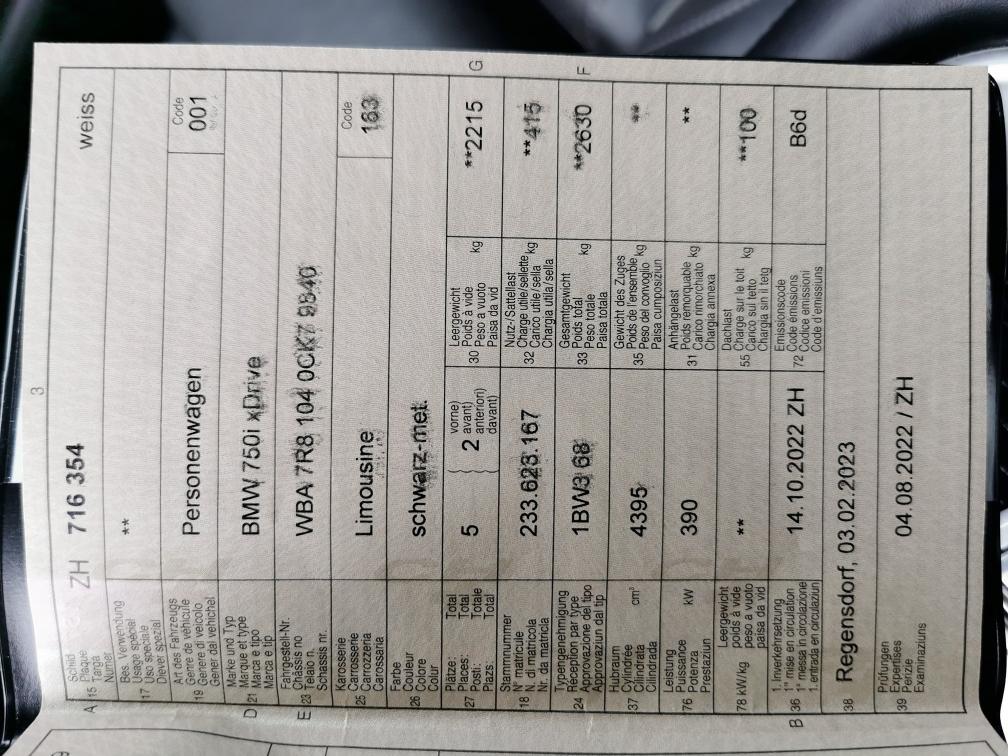 3
A 15 Schild
Plaque
Targa
Numer
ZH 716 354 weiss
17 Bes. Verwendung
Usage spécial
Uso speciale
Diever spezial
**
19 Art des Fahrzeugs
Genre de véhicule
Genere di veicolo
Gener da vehichel
Personenwagen
Code
001
D 21 Marke und Typ
Marque et type
Marca e tipo
Marca e tip
BMW 750i xDrive
E 23 Fahrgestell-Nr.
Châssis no
Telaio n.
Schassis nr.
WBA 7R8 104 0CK7 9840
25 Karosserie
Carrosserie
Carrozzeria
Carossaria
Limousine
Code
163
26 Farbe
Couleur
Colore
Colur
schwarz-met.
27 Plätze: Total
Places: Total
Posti: Totale
Plazs: Total
5 2
vorne)
avant)
anteriori)
davant)
30 Leergewicht
Poids à vide
Peso a vuoto
Paisa da vid
kg
**2215 G
18 Stammnummer
N° matricule
N. di matricola
Nr. da matricla
233.623.167
32 Nutz-/Sattellast
Charge utile/sellette
Carico utile/sella
Chargia utila/sella
kg
**415
24 Typengenehmigung
Réception par type
Approvazione del tipo
Approvaziun dal tip
1BW3 68
33 Gesamtgewicht
Poids total
Peso totale
Paisa totala
kg
**2630 F
37 Hubraum
Cylindrée
Cilindrata
Cilindrada
cm³
4395
35 Gewicht des Zuges
Poids de l'ensemble
Peso del convoglio
Paisa cumposiziun
kg
**
76 Leistung
Puissance
Potenza
Prestaziun
kW
390
31 Anhängelast
Poids remorquable
Carico rimorchiato
Chargia annexa
kg
**
78 kW/kg Leergewicht
poids à vide
peso a vuoto
paisa da vid
**
55 Dachlast
Charge sur le toit
Carico sul tetto
Chargia sin il tetg
kg
**100
B 36 1. Inverkehrsetzung
1re mise en circulation
1a messa in circolazione
1. entrada en circulaziun
14.10.2022 ZH
72 Emissionscode
Code émissions
Codice emissioni
Code d'emissiuns
B6d
38 Regensdorf, 03.02.2023
39 Prüfungen
Expertises
Perizie
Examinaziuns
04.08.2022 / ZH